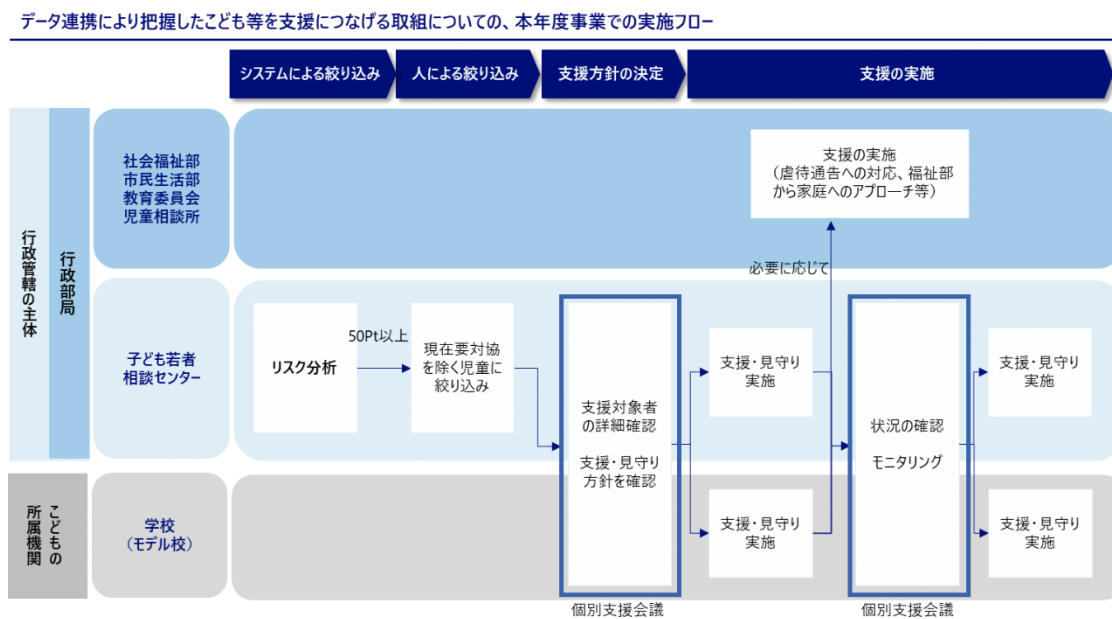 データ連携により把握したこども等を支援につなげる取組についての、本年度事業での実施フロー
システムによる絞り込み
人による絞り込み
支援方針の決定
支援の実施
行政管轄の主体
行政部局
社会福祉部
市民生活部
教育委員会
児童相談所
支援の実施
（虐待通告への対応、福祉部
から家庭へのアプローチ等）
必要に応じて
子ども若者
相談センター
リスク分析
50Pt以上
現在要対協
を除く児童に
絞り込み
支援対象者
の詳細確認
支援・見守り
方針を確認
支援・見守り
実施
状況の確認
モニタリング
支援・見守り
実施
こどもの
所属機関
学校
（モデル校）
支援・見守り
実施
支援・見守り
実施
個別支援会議
個別支援会議